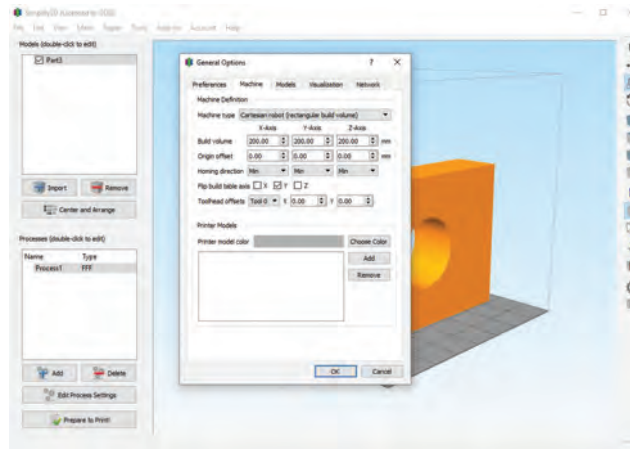 File Edit View Mesh Repair Tools Add-ins Account Help
Models (double-click to edit)
Part3
Import Remove
Center and Arrange
Processes (double-click to edit)
Name Type
Process1 FFF
Add Delete
Edit Process Settings
Prepare to Print!
General Options ? X
Preferences Machine Models Visualization Network
Machine Definition
Machine type Cartesian robot (rectangular build volume)
X-Axis Y-Axis Z-Axis
Build volume 200.00 200.00 200.00 mm
Origin offset 0.00 0.00 0.00 mm
Homing direction Min Min Min
Flip build table axis X Y Z
Toolhead offsets Tool 0 X 0.00 Y 0.00
Printer Models
Printer model color Choose Color
Add
Remove
OK Cancel